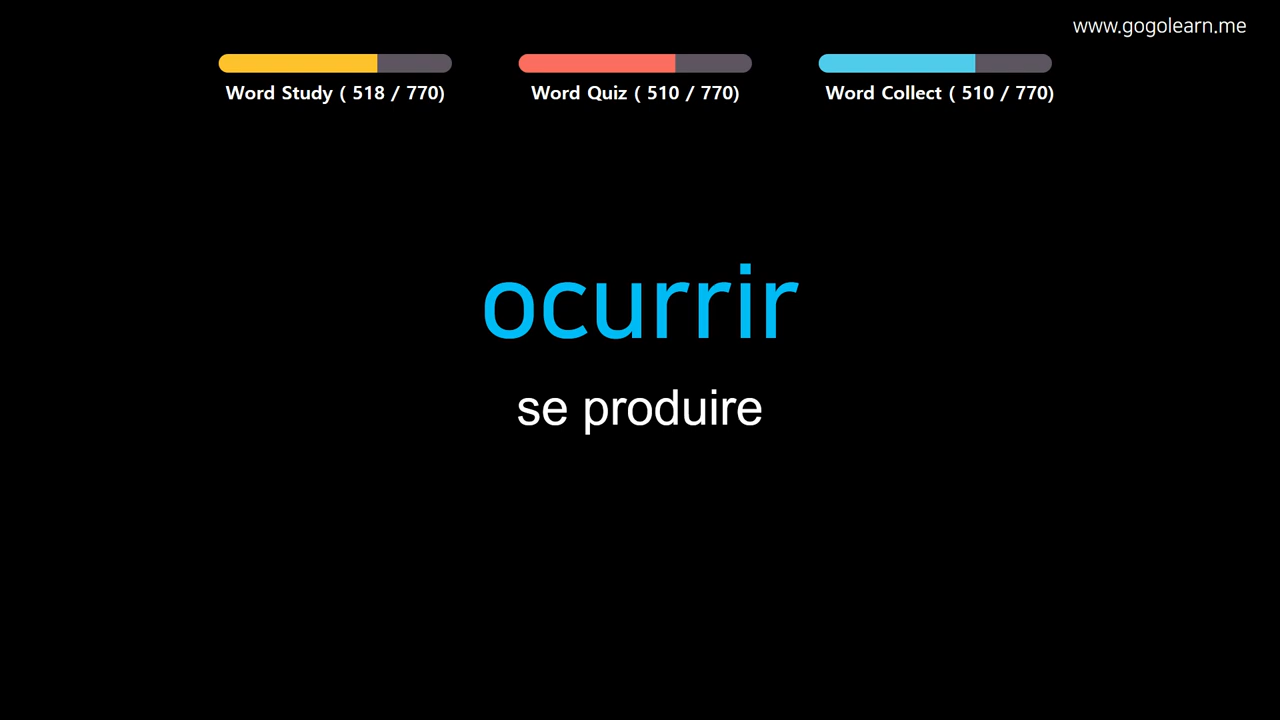 www.gogolearn.me
Word Study ( 518 / 770)
Word Quiz ( 510 / 770)
Word Collect ( 510 / 770)
ocurrir
se produire